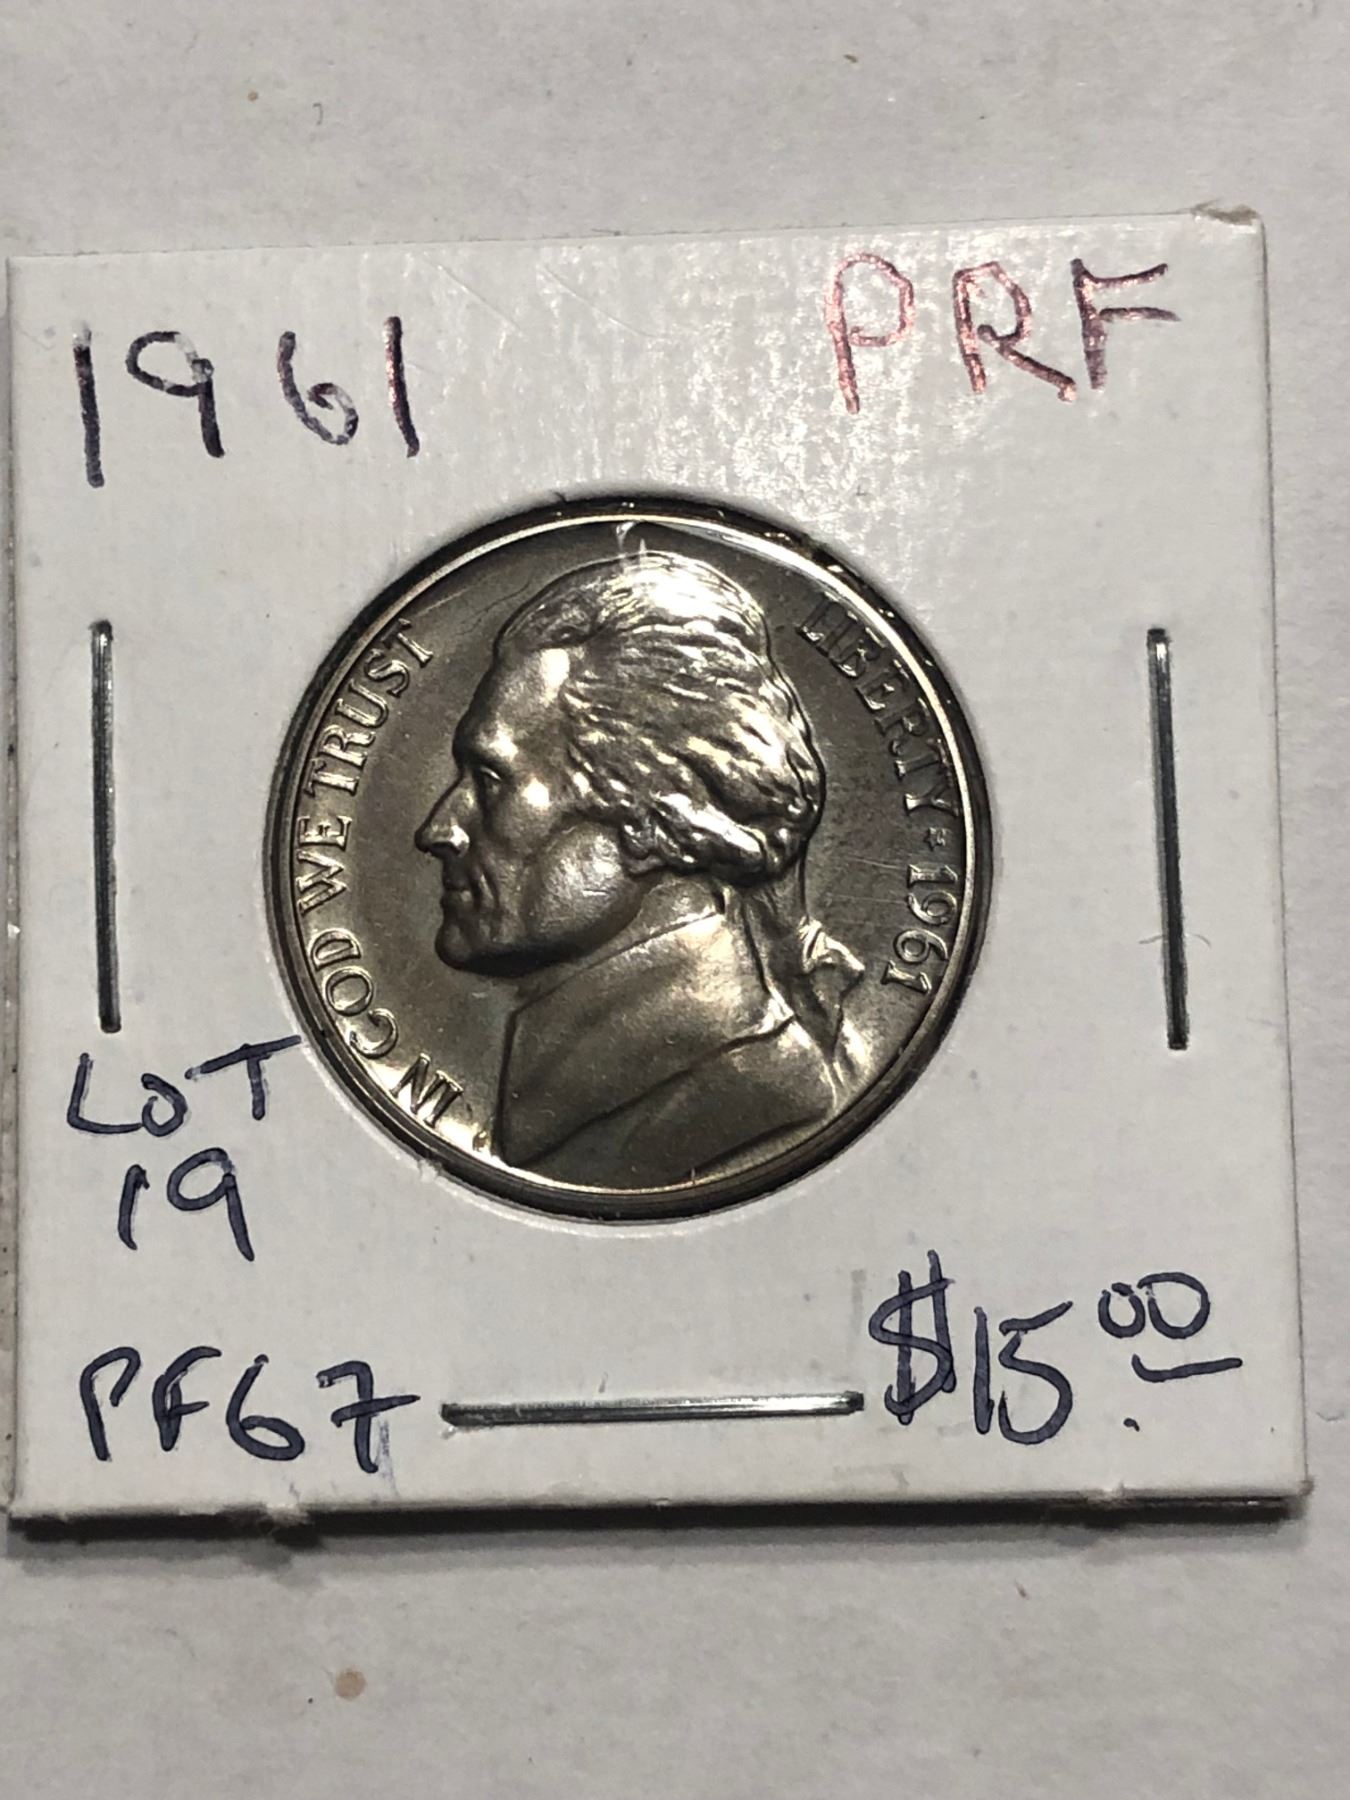 1961 PRF
IN GOD WE TRUST
LIBERTY ★ 1961
LOT
19
PF67
$15.00